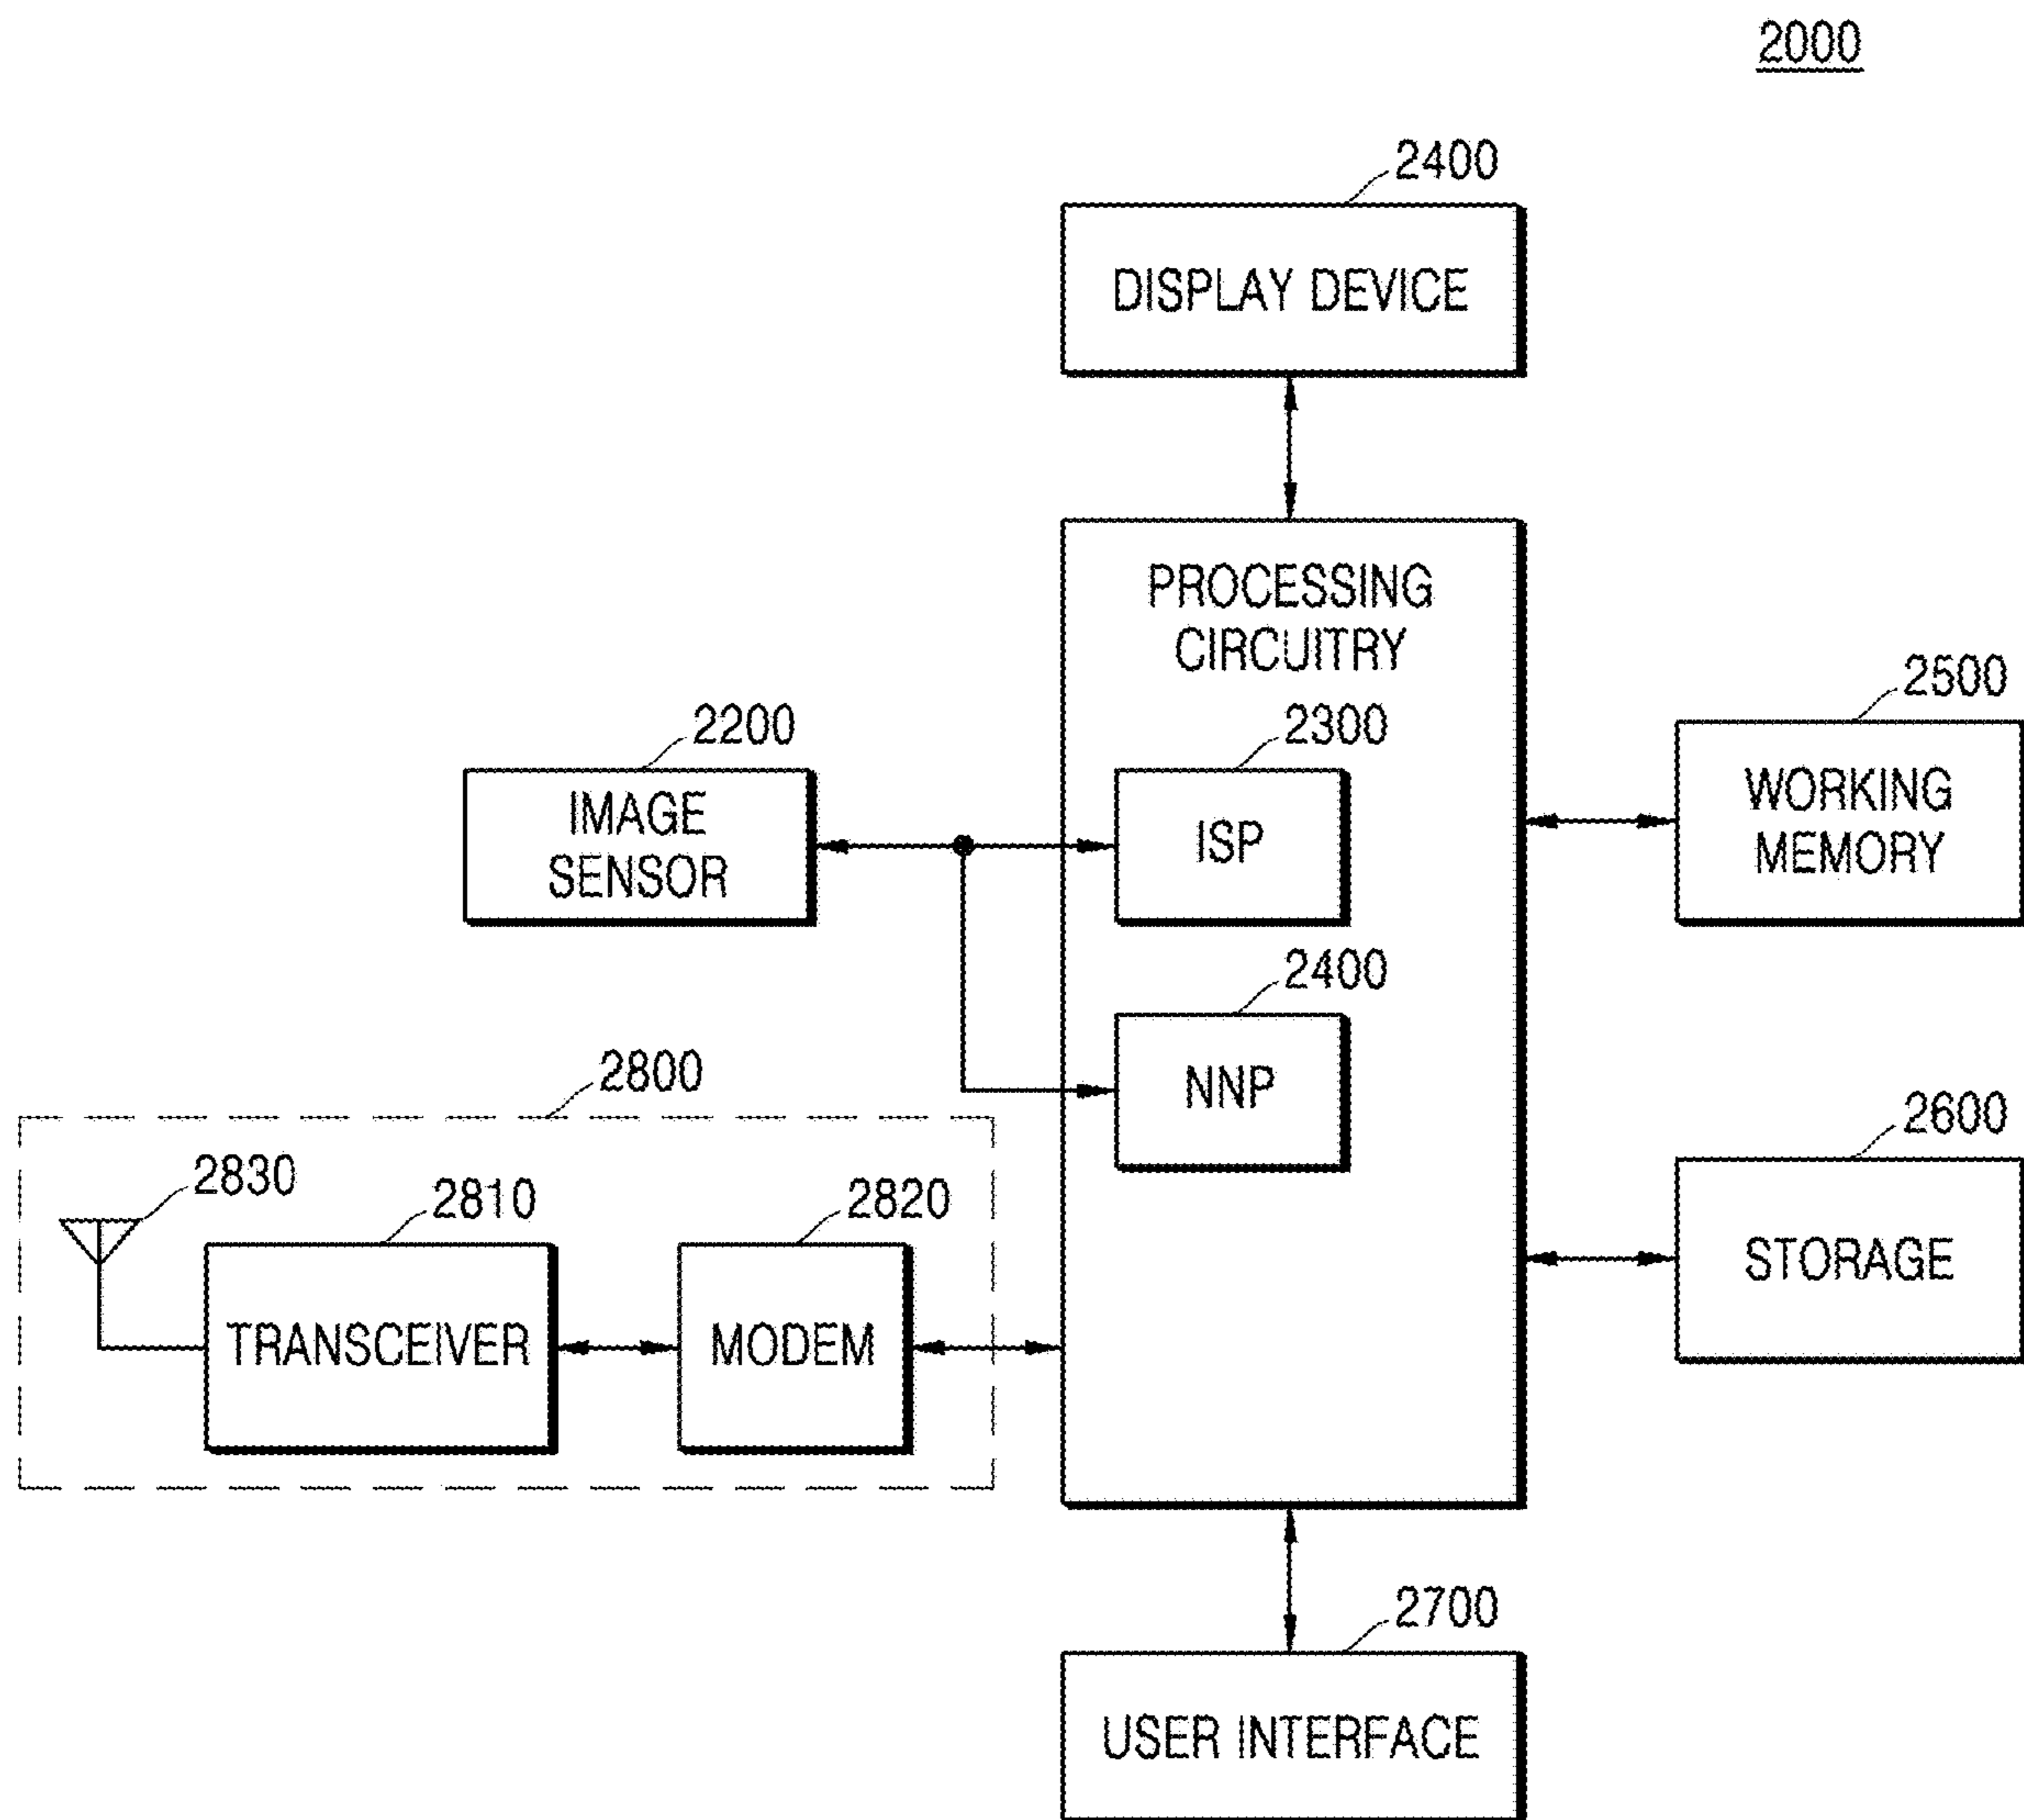 2000
2400
DISPLAY DEVICE
PROCESSING
CIRCUITRY
2200
IMAGE
SENSOR
2300
ISP
2400
NNP
2500
WORKING
MEMORY
2600
STORAGE
2800
2830
2810
TRANSCEIVER
2820
MODEM
2700
USER INTERFACE